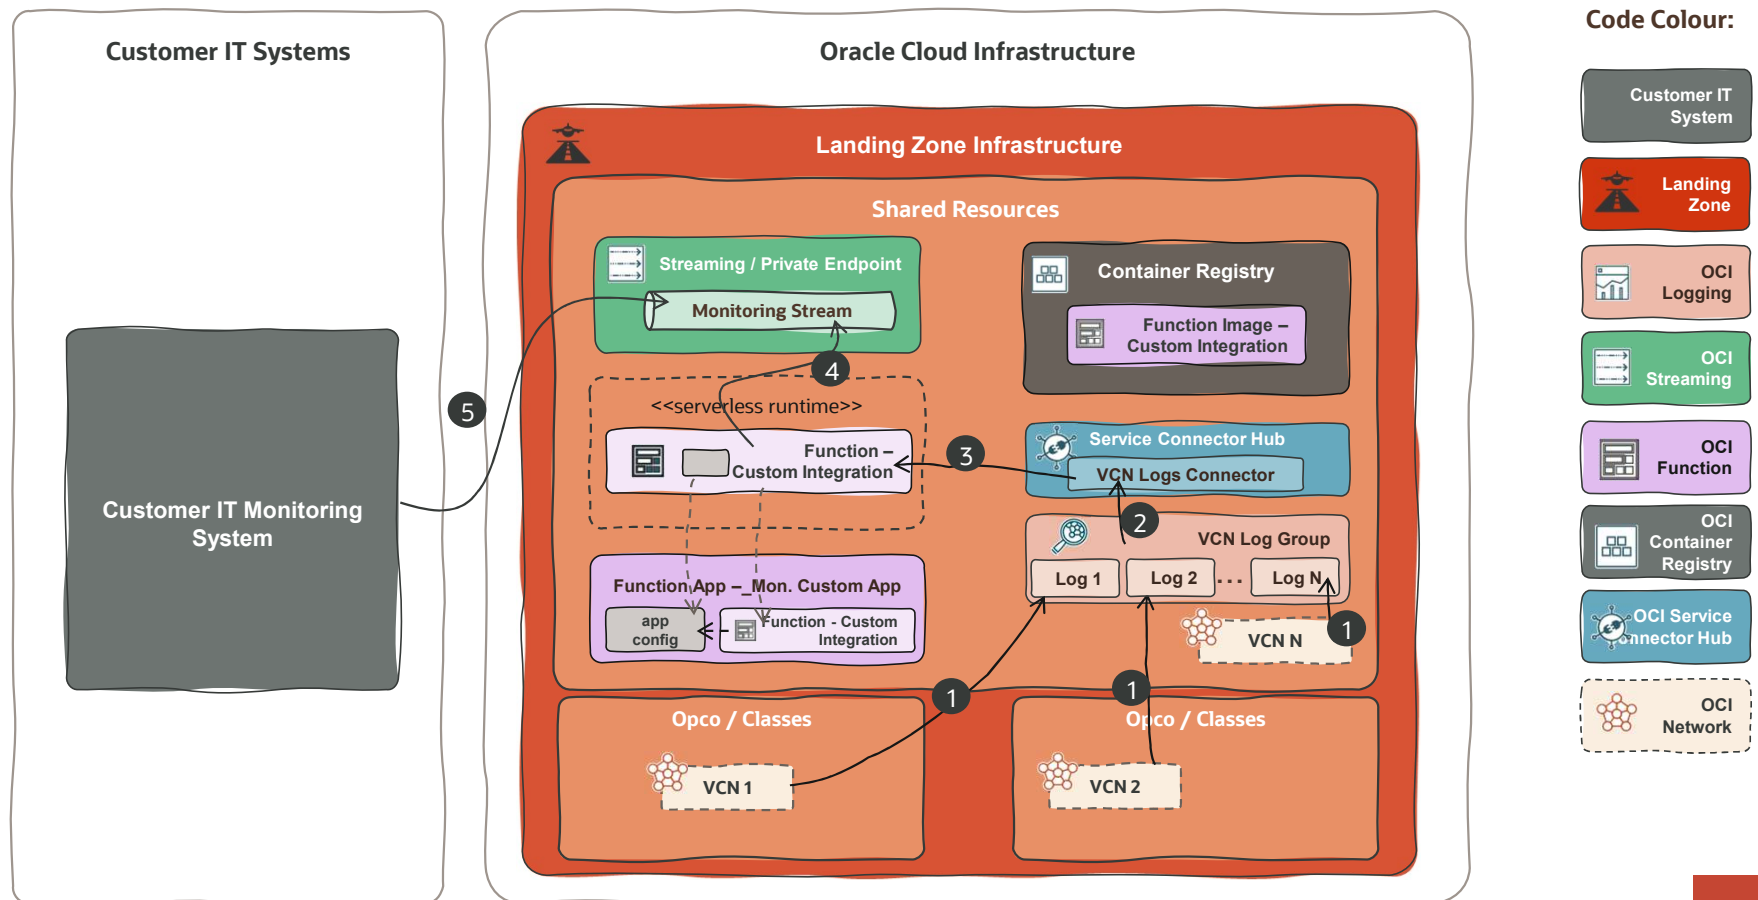 Customer IT Systems
Oracle Cloud Infrastructure
Code Colour:
Landing Zone Infrastructure
Shared Resources
Streaming / Private Endpoint
Monitoring Stream
Container Registry
Function Image –
Custom Integration
4
<<serverless runtime>>
5
Function –
Custom Integration
3
Service Connector Hub
VCN Logs Connector
2
VCN Log Group
Log 1
Log 2
...
Log N
Customer IT Monitoring
System
Function App –_Mon. Custom App
app
config
Function - Custom
Integration
VCN N
1
1
1
Opco / Classes
VCN 1
Opco / Classes
VCN 2
Customer IT
System
Landing
Zone
OCI
Logging
OCI
Streaming
OCI
Function
OCI
Container
Registry
OCI Service
Connector Hub
OCI
Network